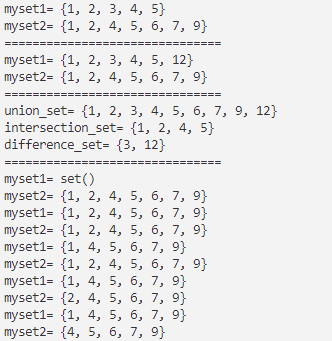 myset1= {1, 2, 3, 4, 5}
myset2= {1, 2, 4, 5, 6, 7, 9}
==============================
myset1= {1, 2, 3, 4, 5, 12}
myset2= {1, 2, 4, 5, 6, 7, 9}
==============================
union_set= {1, 2, 3, 4, 5, 6, 7, 9, 12}
intersection_set= {1, 2, 4, 5}
difference_set= {3, 12}
==============================
myset1= set()
myset2= {1, 2, 4, 5, 6, 7, 9}
myset1= {1, 2, 4, 5, 6, 7, 9}
myset2= {1, 2, 4, 5, 6, 7, 9}
myset1= {1, 4, 5, 6, 7, 9}
myset2= {1, 2, 4, 5, 6, 7, 9}
myset1= {1, 4, 5, 6, 7, 9}
myset2= {2, 4, 5, 6, 7, 9}
myset1= {1, 4, 5, 6, 7, 9}
myset2= {4, 5, 6, 7, 9}